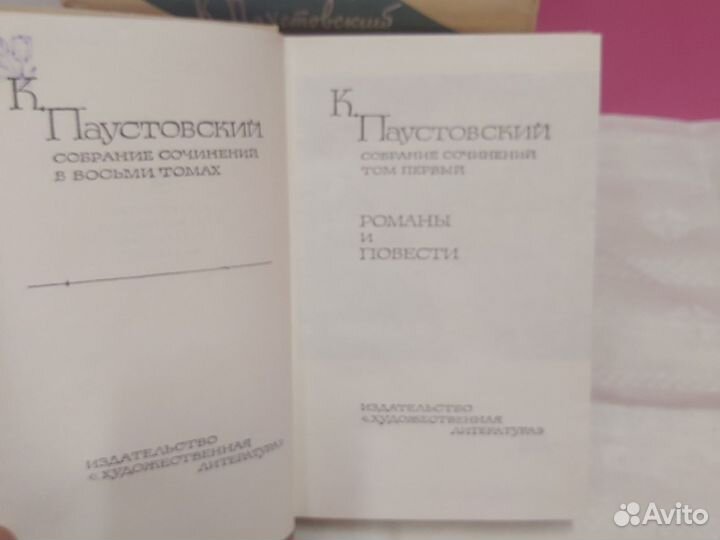 К. Паустовский
К.
Паустовский
СОБРАНИЕ СОЧИНЕНИЙ
В ВОСЬМИ ТОМАХ
ИЗДАТЕЛЬСТВО
«ХУДОЖЕСТВЕННАЯ
ЛИТЕРАТУРА»
К.
Паустовский
СОБРАНИЕ СОЧИНЕНИЙ
ТОМ ПЕРВЫЙ
РОМАНЫ
И
ПОВЕСТИ
ИЗДАТЕЛЬСТВО
«ХУДОЖЕСТВЕННАЯ
ЛИТЕРАТУРА»
Avito